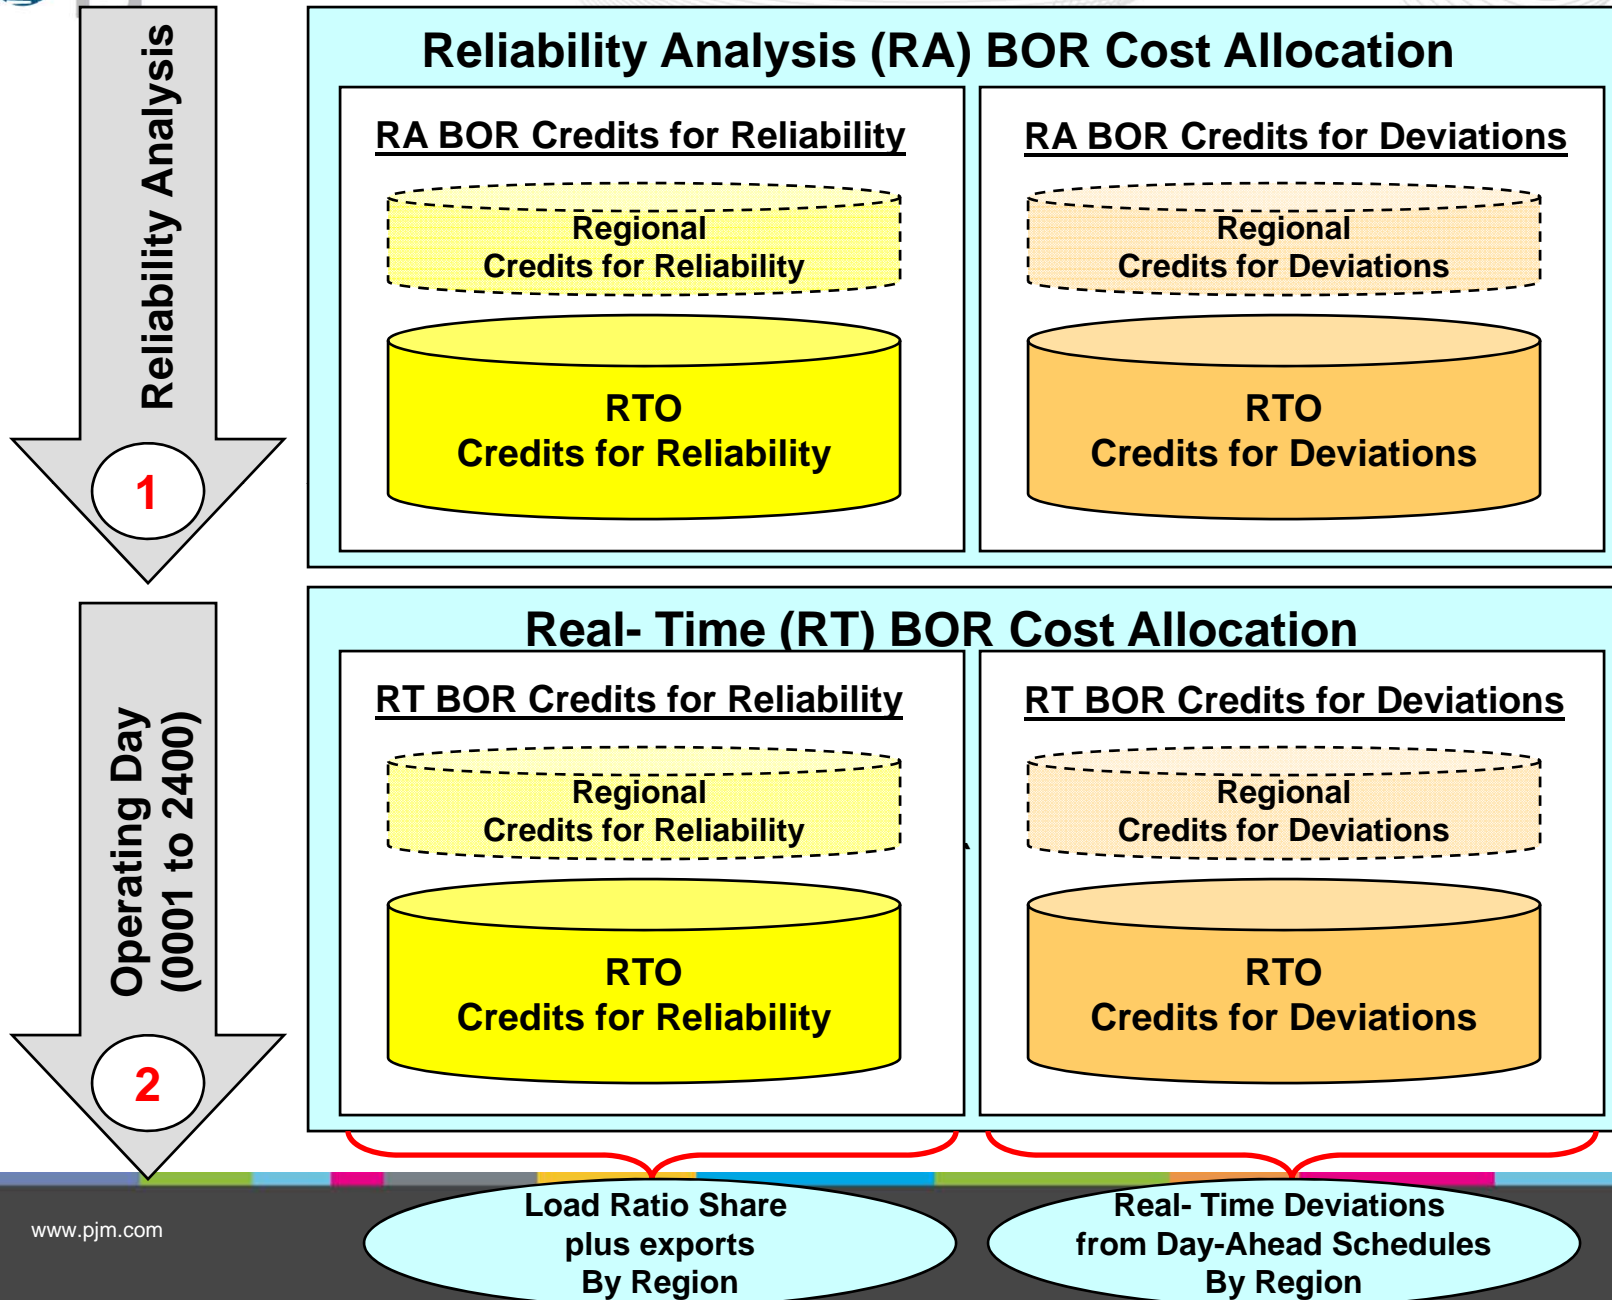 Reliability Analysis
1
Reliability Analysis (RA) BOR Cost Allocation
RA BOR Credits for Reliability
Regional
Credits for Reliability
RTO
Credits for Reliability
RA BOR Credits for Deviations
Regional
Credits for Deviations
RTO
Credits for Deviations
Operating Day
(0001 to 2400)
2
Real- Time (RT) BOR Cost Allocation
RT BOR Credits for Reliability
Regional
Credits for Reliability
RTO
Credits for Reliability
RT BOR Credits for Deviations
Regional
Credits for Deviations
RTO
Credits for Deviations
Load Ratio Share
plus exports
By Region
Real- Time Deviations
from Day-Ahead Schedules
By Region
www.pjm.com